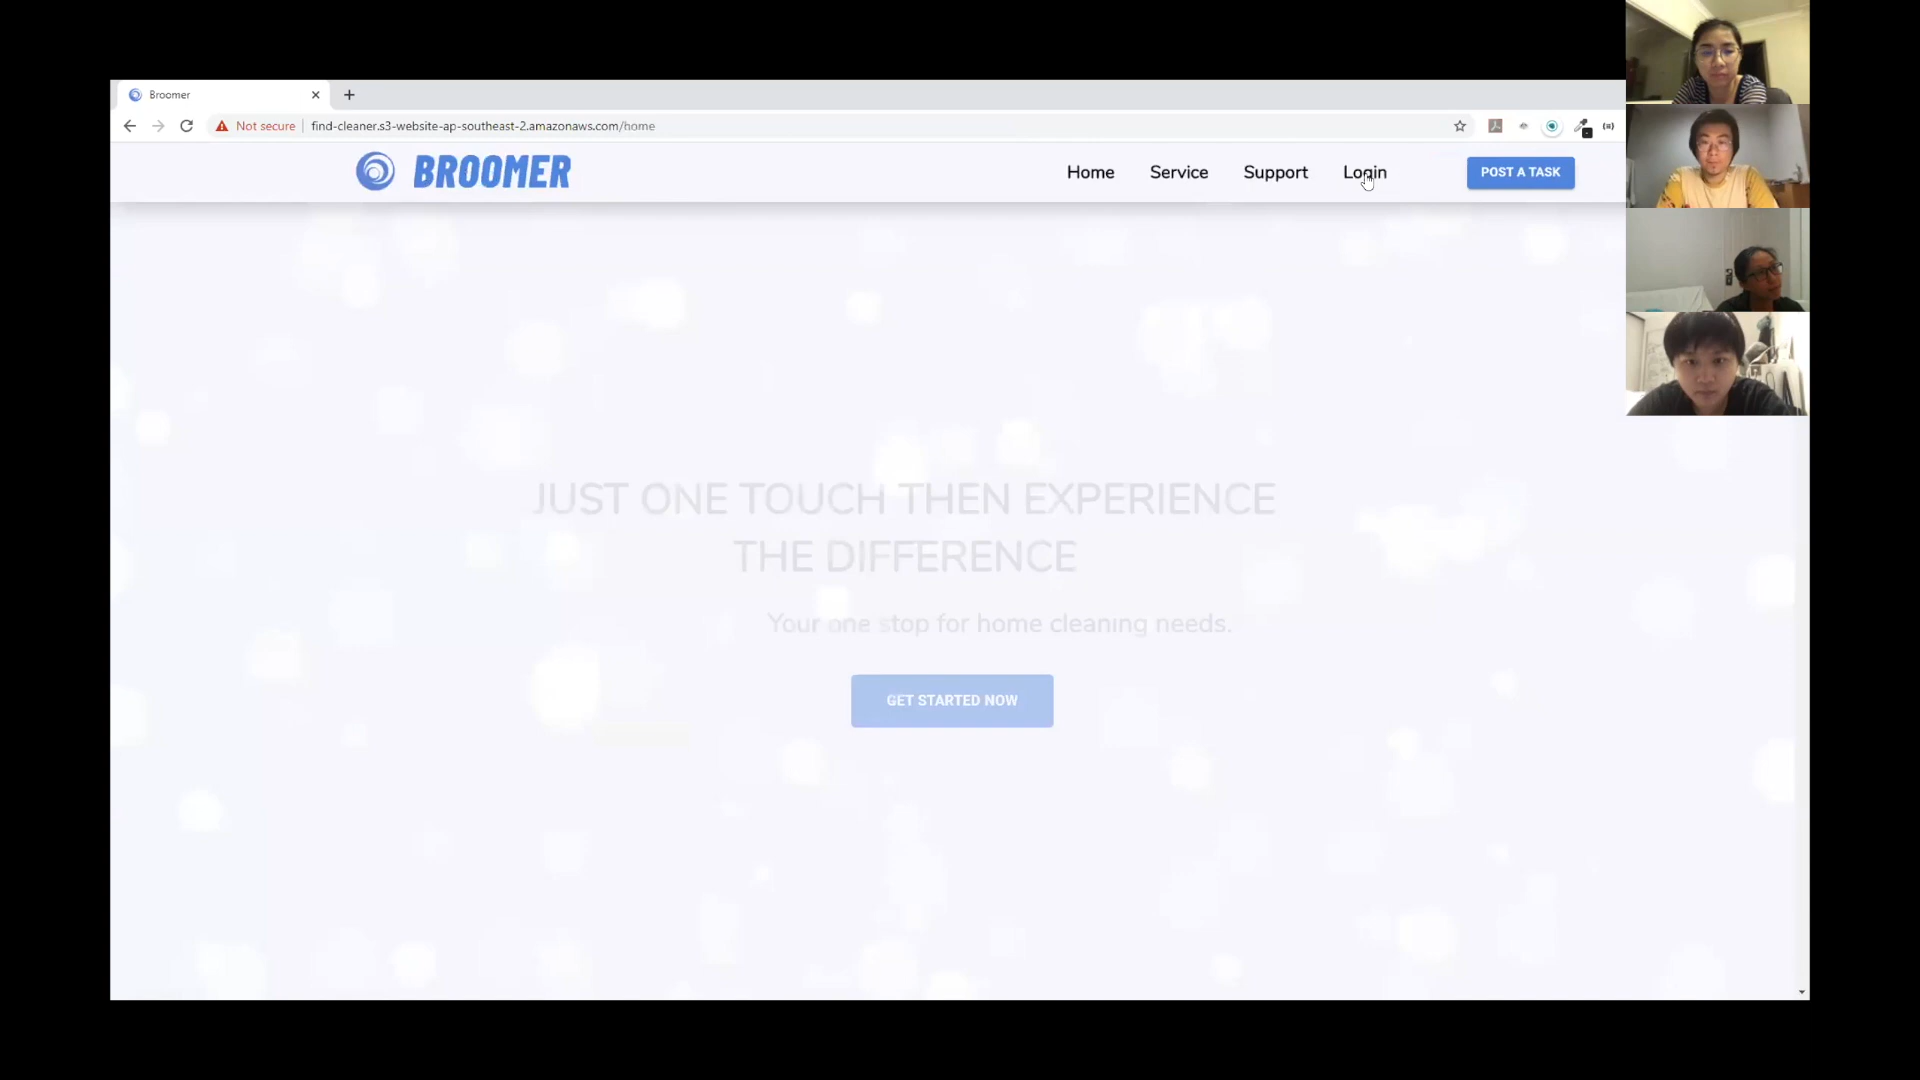 Broomer
Not secure
find-cleaner.s3-website-ap-southeast-2.amazonaws.com/home
BROOMER
Home
Service
Support
Login
POST A TASK
JUST ONE TOUCH THEN EXPERIENCE
THE DIFFERENCE
Your one stop for home cleaning needs.
GET STARTED NOW